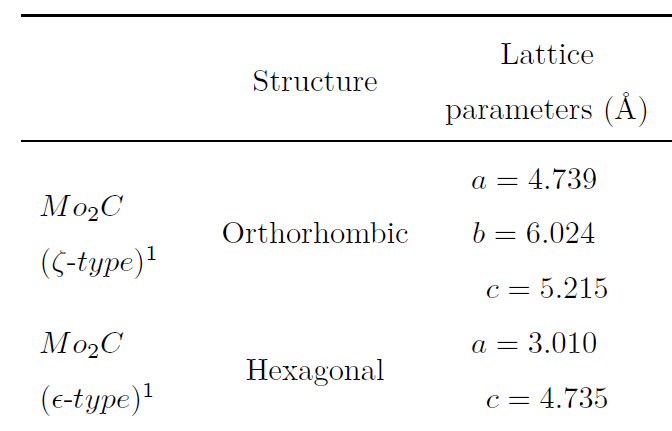 Structure
Lattice
parameters (Å)
Mo₂C
(ζ-type)¹
Orthorhombic
a = 4.739
b = 6.024
c = 5.215
Mo₂C
(ϵ-type)¹
Hexagonal
a = 3.010
c = 4.735